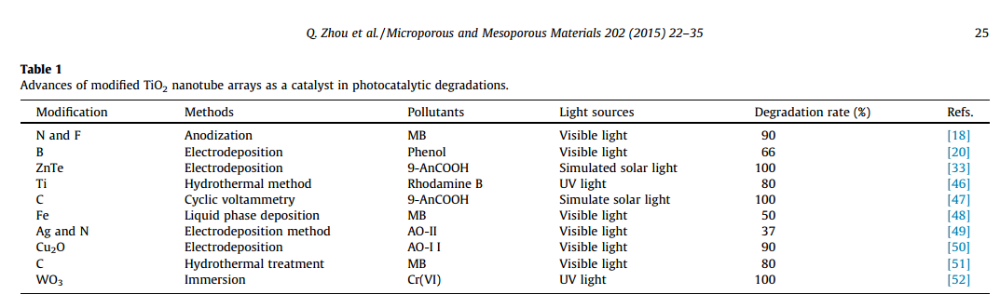 Q. Zhou et al./Microporous and Mesoporous Materials 202 (2015) 22–35 25
Table 1
Advances of modified TiO₂ nanotube arrays as a catalyst in photocatalytic degradations.
Modification Methods Pollutants Light sources Degradation rate (%) Refs.
N and F Anodization MB Visible light 90 [18]
B Electrodeposition Phenol Visible light 66 [20]
ZnTe Electrodeposition 9-AnCOOH Simulated solar light 100 [33]
Ti Hydrothermal method Rhodamine B UV light 80 [46]
C Cyclic voltammetry 9-AnCOOH Simulate solar light 100 [47]
Fe Liquid phase deposition MB Visible light 50 [48]
Ag and N Electrodeposition method AO-II Visible light 37 [49]
Cu₂O Electrodeposition AO-I I Visible light 90 [50]
C Hydrothermal treatment MB Visible light 80 [51]
WO₃ Immersion Cr(VI) UV light 100 [52]